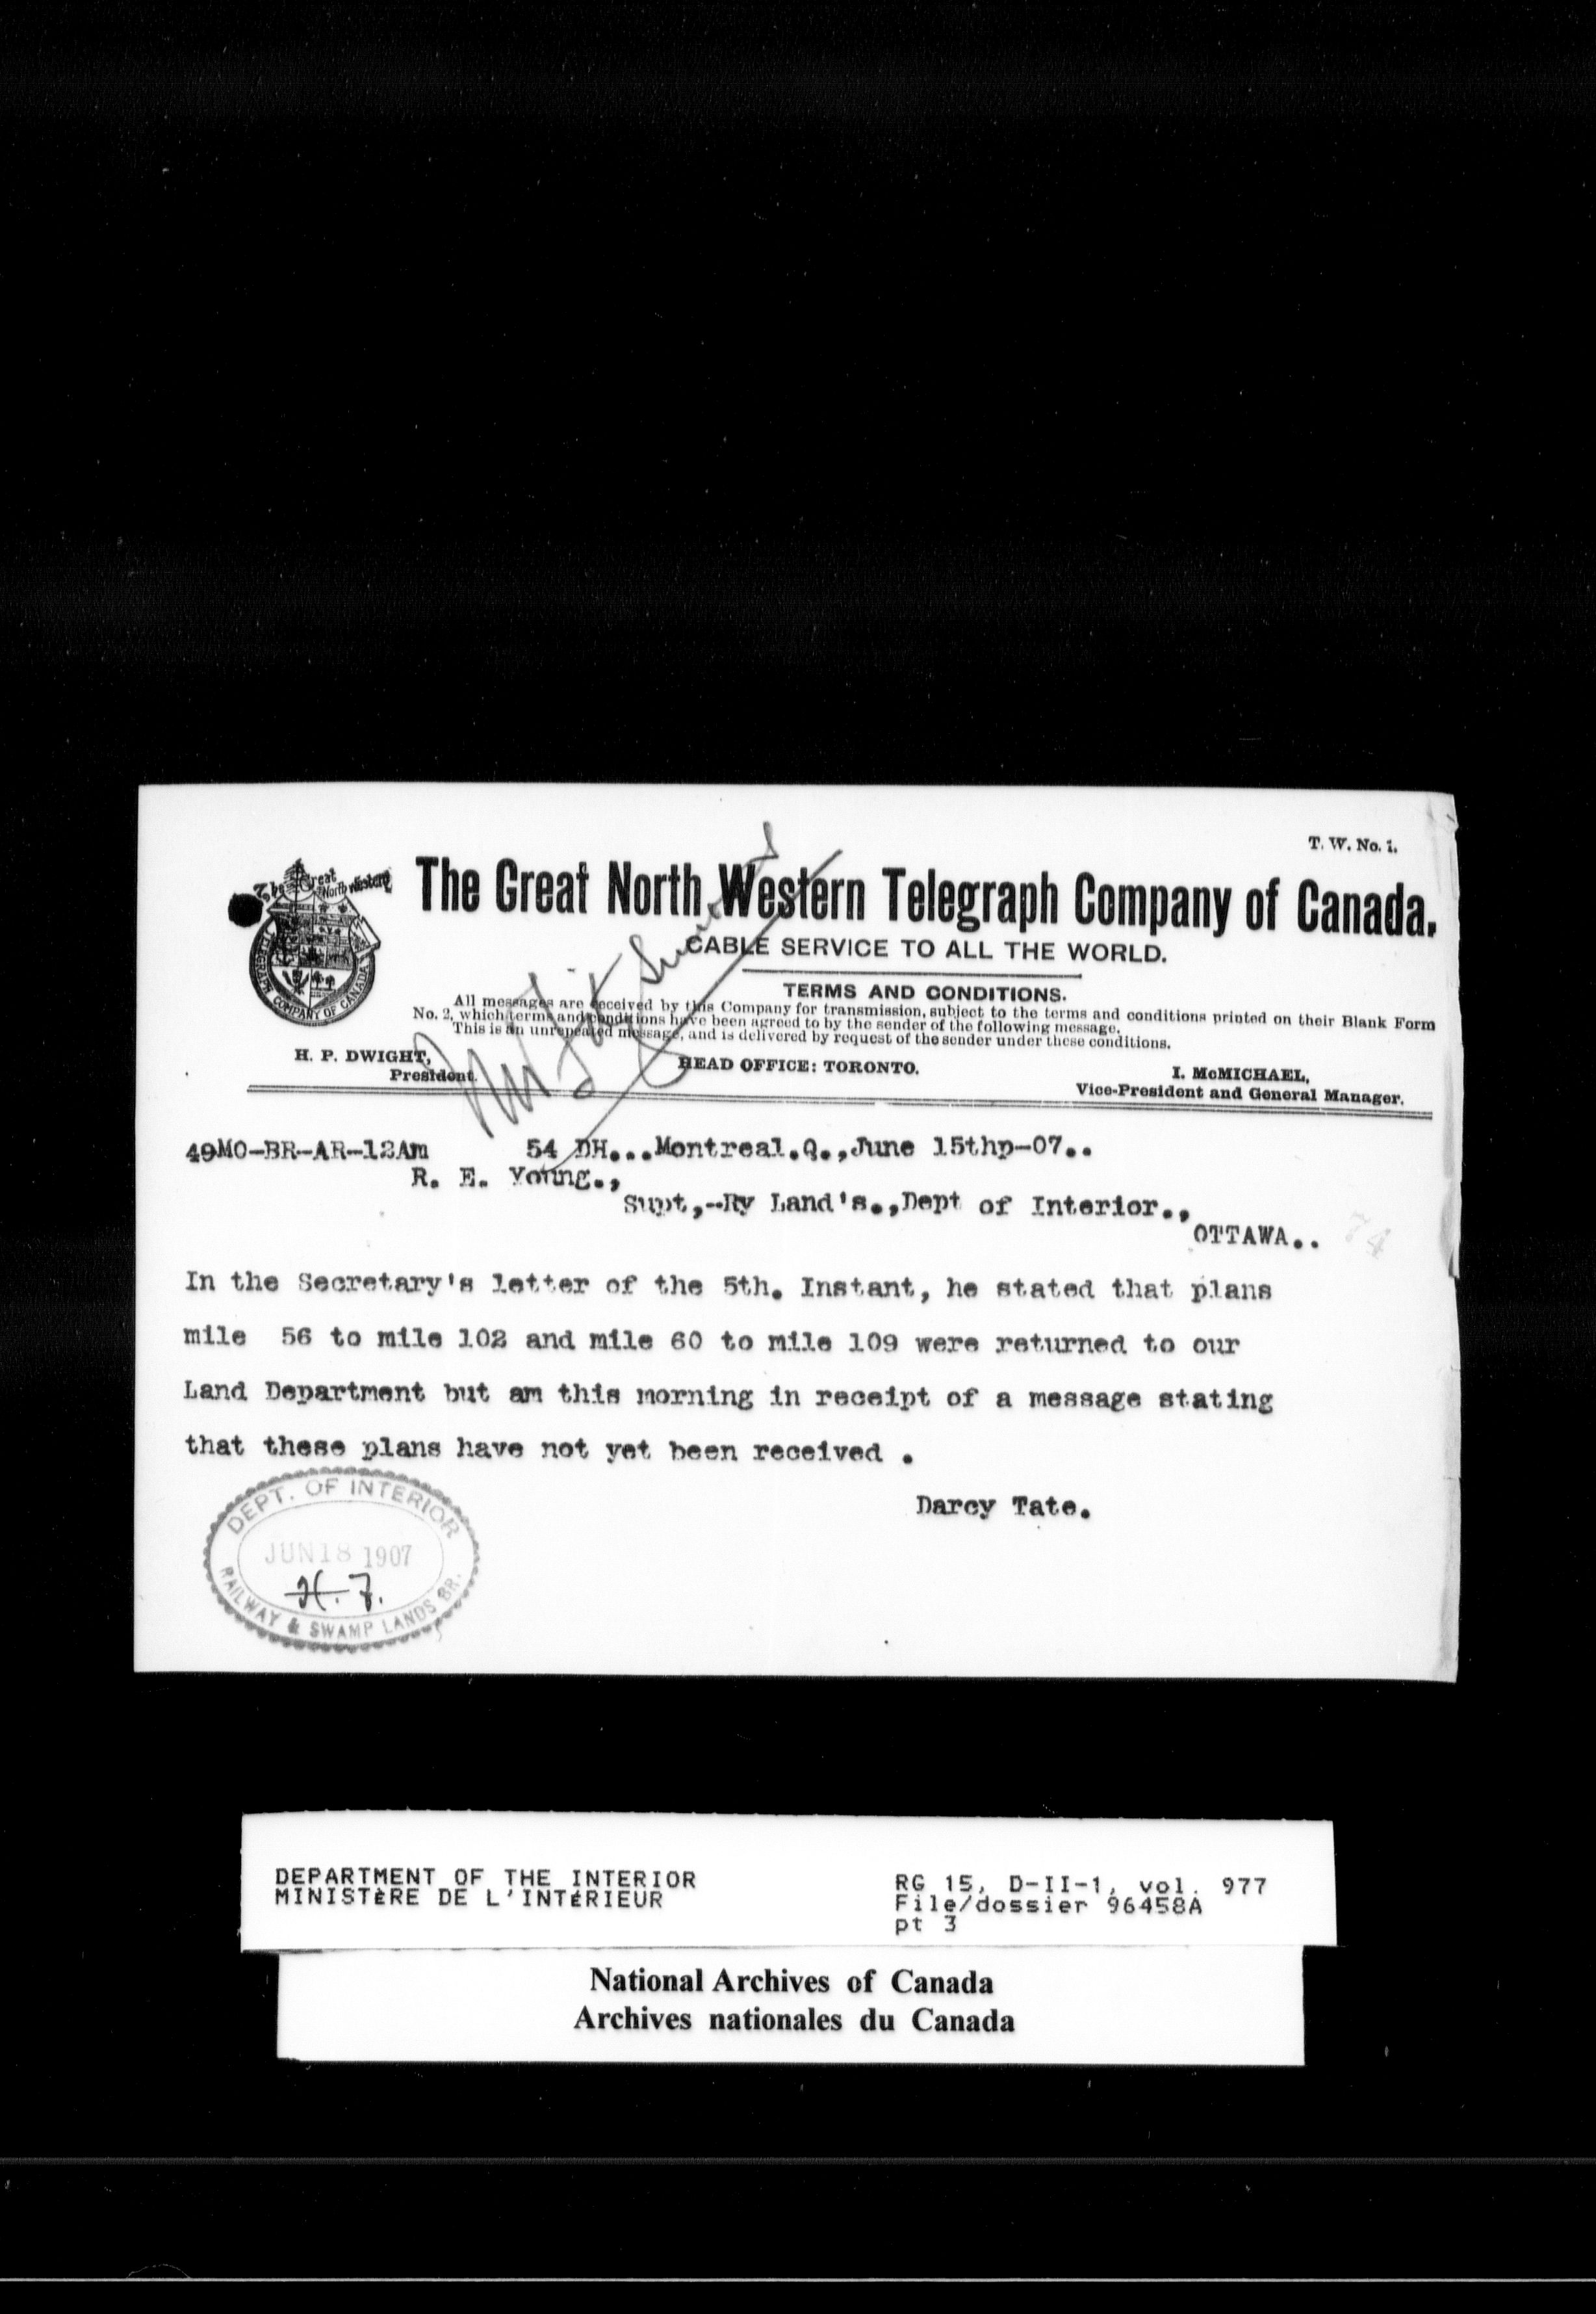 T. W. No. 1.
The Great North Western
TELEGRAPH COMPANY OF CANADA
The Great North Western Telegraph Company of Canada.
CABLE SERVICE TO ALL THE WORLD.
TERMS AND CONDITIONS.
All messages are received by this Company for transmission, subject to the terms and conditions printed on their Blank Form
No. 2, which terms and conditions have been agreed to by the sender of the following message.
This is an unrepeated message, and is delivered by request of the sender under these conditions.
H. P. DWIGHT,
President.
HEAD OFFICE: TORONTO.
I. McMICHAEL,
Vice-President and General Manager.
49MO-BR-AR-12Am 54 DH...Montreal.Q.,June 15thp-07..
R. E. Young.,
Supt,-Ry Land's.,Dept of Interior.,
OTTAWA..
74
In the Secretary's letter of the 5th. Instant, he stated that plans
mile 56 to mile 102 and mile 60 to mile 109 were returned to our
Land Department but am this morning in receipt of a message stating
that these plans have not yet been received .
Darcy Tate.
DEPT. OF INTERIOR
JUN 18 1907
H. F.
RAILWAY & SWAMP LANDS BR.
DEPARTMENT OF THE INTERIOR
MINISTÈRE DE L'INTÉRIEUR
RG 15, D-II-1, vol. 977
File/dossier 96458A
pt 3
National Archives of Canada
Archives nationales du Canada